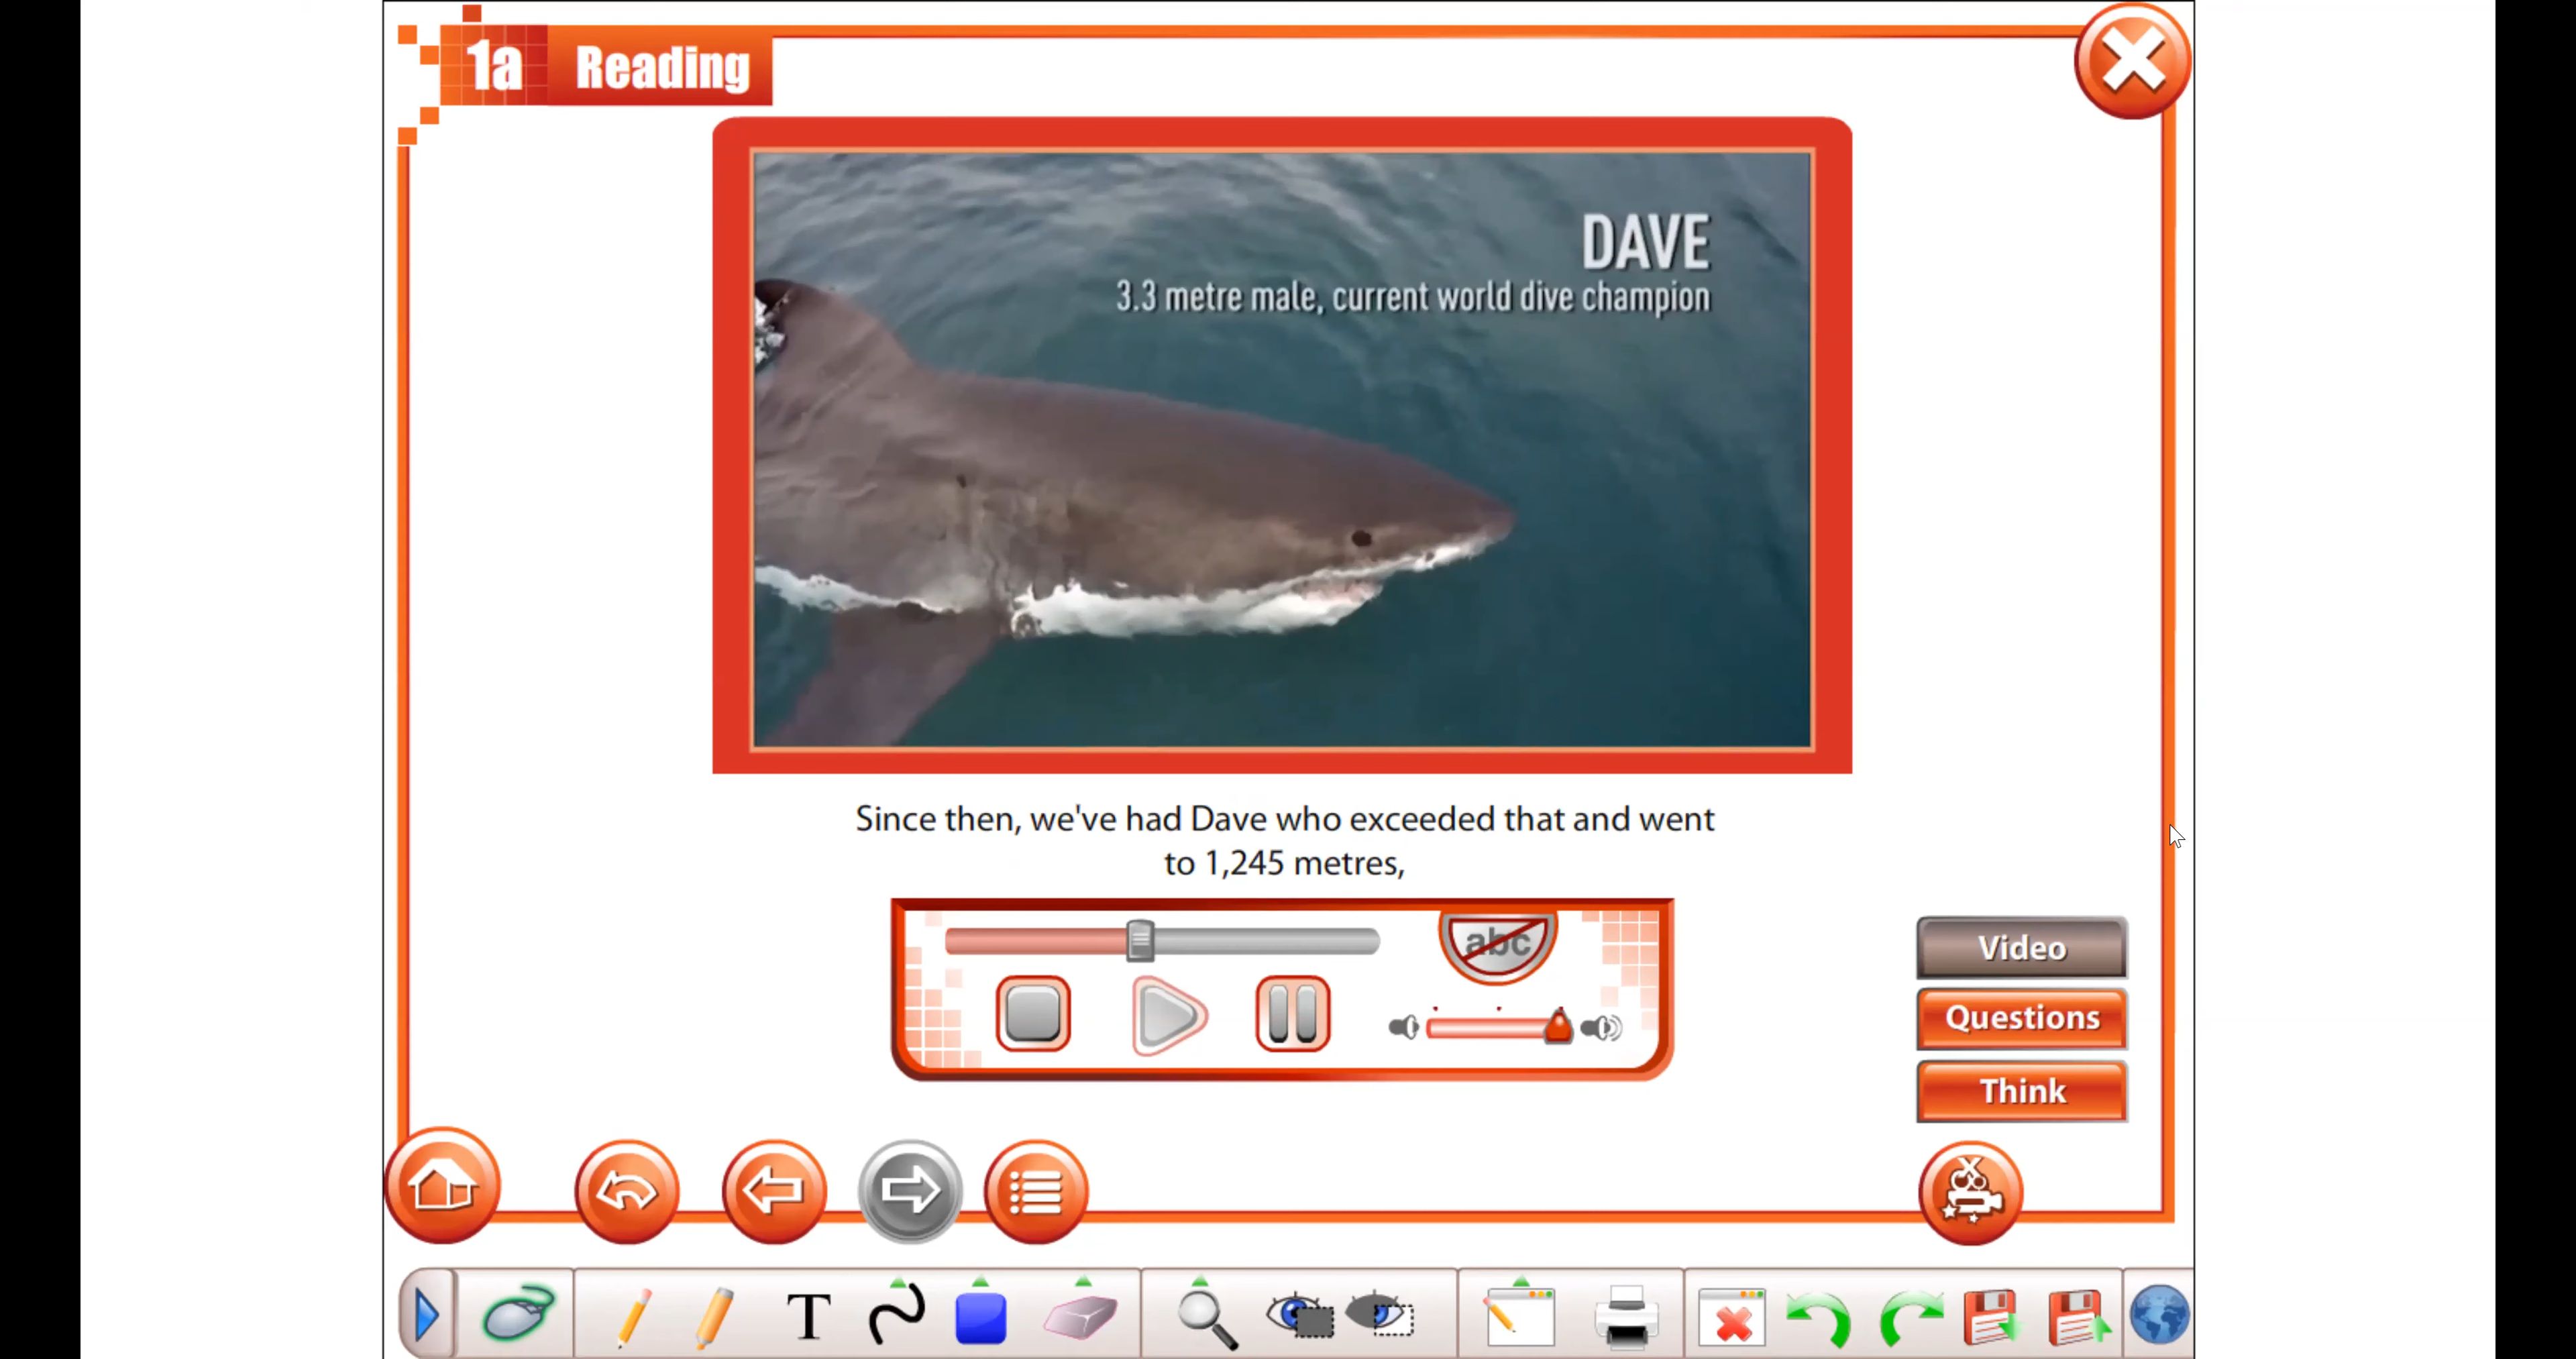 1a Reading
DAVE
3.3 metre male, current world dive champion
Since then, we've had Dave who exceeded that and went
to 1,245 metres,
abc
Video
Questions
Think
T